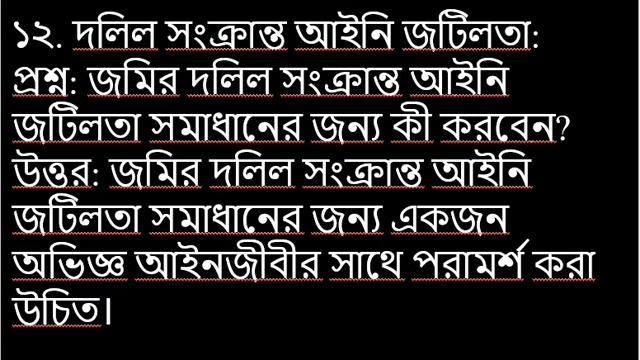 ১২. দলিল সংক্রান্ত আইনি জটিলতা:
প্রশ্ন: জমির দলিল সংক্রান্ত আইনি
জটিলতা সমাধানের জন্য কী করবেন?
উত্তর: জমির দলিল সংক্রান্ত আইনি
জটিলতা সমাধানের জন্য একজন
অভিজ্ঞ আইনজীবীর সাথে পরামর্শ করা
উচিত।